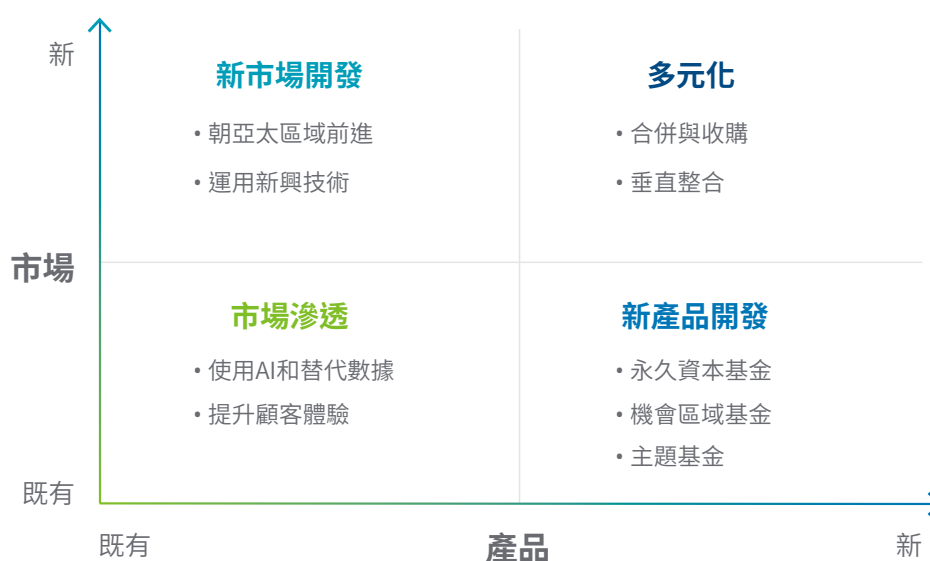 新
新市場開發
• 朝亞太區域前進
• 運用新興技術
多元化
• 合併與收購
• 垂直整合
市場
市場滲透
• 使用AI和替代數據
• 提升顧客體驗
新產品開發
• 永久資本基金
• 機會區域基金
• 主題基金
既有
既有
產品
新